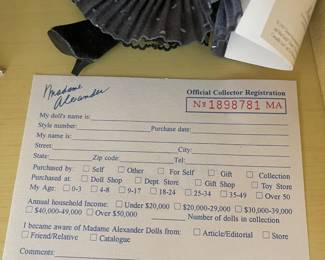 Madame
Alexander
Official Collector Registration
Nº 1898781 MA
My doll's name is:
Style number: Purchase date:
My name is:
Street: City:
State: Zip code: Tel:
Purchased by: Self Other For Self Gift Collection
Purchased at: Doll Shop Dept. Store Gift Shop Toy Store
My Age: 0-3 4-8 9-17 18-24 25-34 35-49 Over 50
Annual household Income: Under $20,000 $20,000-29,000 $30,000-39,000
$40,000-49,000 Over $50,000 Number of dolls in collection
I became aware of Madame Alexander Dolls from: Article/Editorial Store
Friend/Relative Catalogue
Comments: